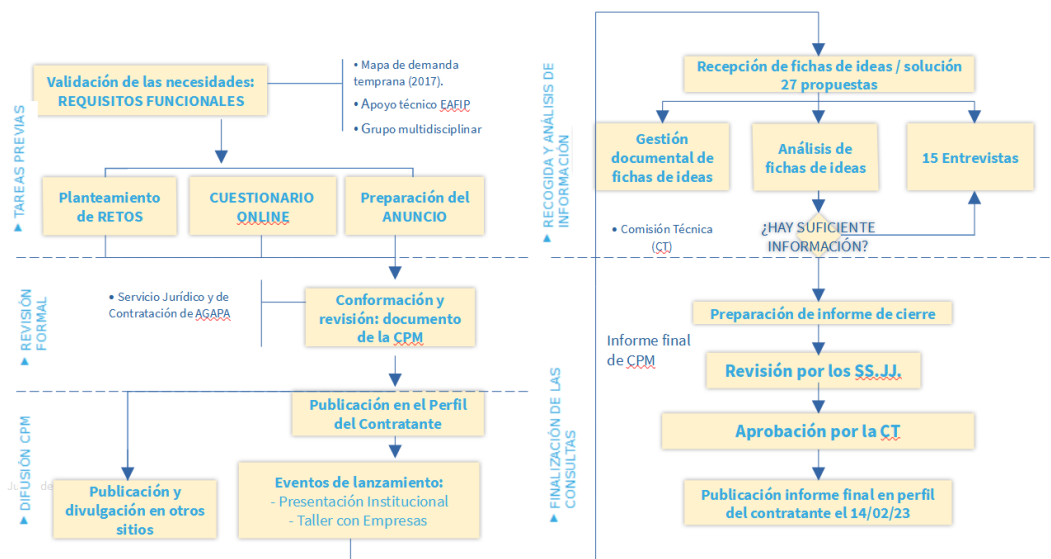 TAREAS PREVIAS
Validación de las necesidades:
REQUISITOS FUNCIONALES
• Mapa de demanda
temprana (2017).
• Apoyo técnico EAFIP
• Grupo multidisciplinar
Planteamiento
de RETOS
CUESTIONARIO
ONLINE
Preparación del
ANUNCIO
REVISIÓN
FORMAL
• Servicio Jurídico y de
Contratación de AGAPA
Conformación y
revisión: documento
de la CPM
DIFUSIÓN CPM
Publicación en el Perfil
del Contratante
Publicación y
divulgación en otros
sitios
Eventos de lanzamiento:
- Presentación Institucional
- Taller con Empresas
RECOGIDA Y ANÁLISIS DE
INFORMACIÓN
Recepción de fichas de ideas / solución
27 propuestas
Gestión
documental de
fichas de ideas
Análisis de
fichas de ideas
15 Entrevistas
• Comisión Técnica
(CT)
¿HAY SUFICIENTE
INFORMACIÓN?
FINALIZACIÓN DE LAS
CONSULTAS
Informe final
de CPM
Preparación de informe de cierre
Revisión por los SS.JJ.
Aprobación por la CT
Publicación informe final en perfil
del contratante el 14/02/23